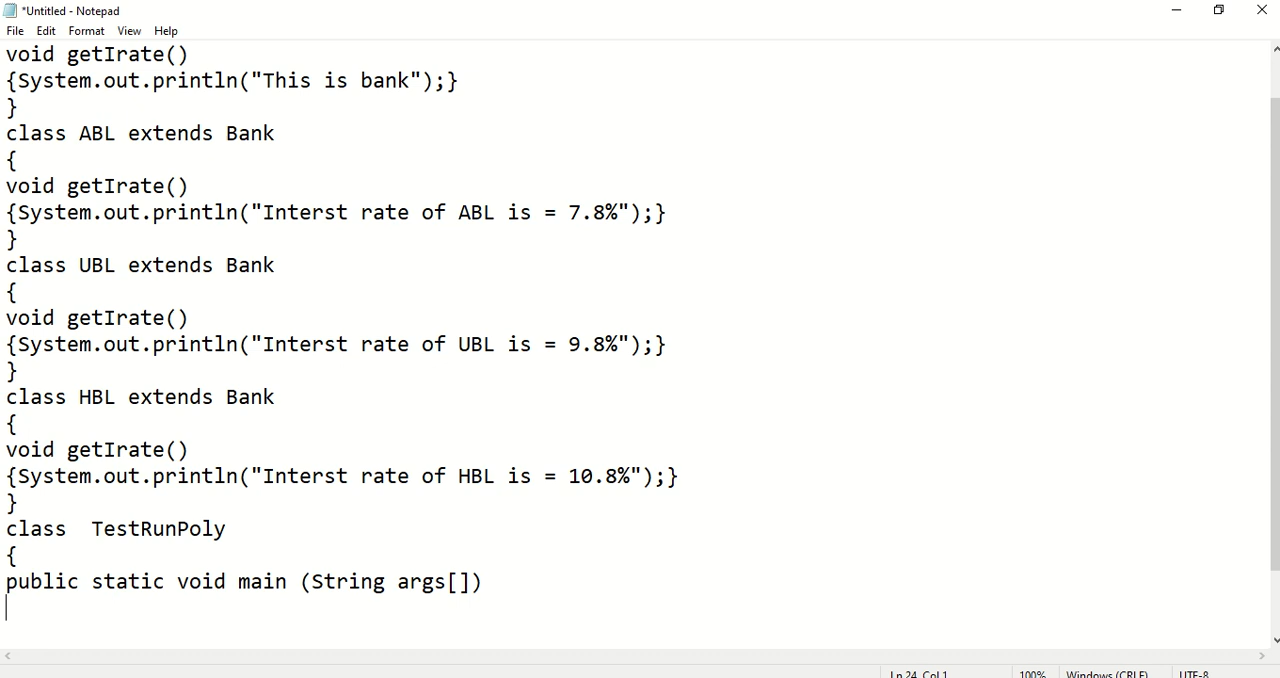 *Untitled - Notepad
File Edit Format View Help
void getIrate()
{System.out.println("This is bank");}
}
class ABL extends Bank
{
void getIrate()
{System.out.println("Interst rate of ABL is = 7.8%");}
}
class UBL extends Bank
{
void getIrate()
{System.out.println("Interst rate of UBL is = 9.8%");}
}
class HBL extends Bank
{
void getIrate()
{System.out.println("Interst rate of HBL is = 10.8%");}
}
class  TestRunPoly
{
public static void main (String args[])
Ln 24, Col 1 100% Windows (CRLF) UTF-8